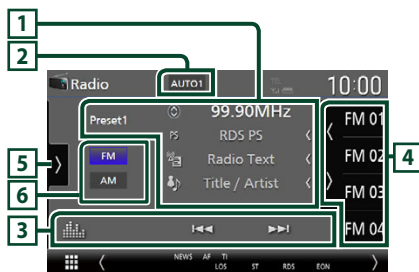 1
2
Radio
AUTO1
TEL
10:00
Preset1
99.90MHz
PS
RDS PS
Radio Text
Title / Artist
FM
AM
FM 01
FM 02
FM 03
FM 04
4
5
6
3
NEWS AF TI
LOS ST RDS EON